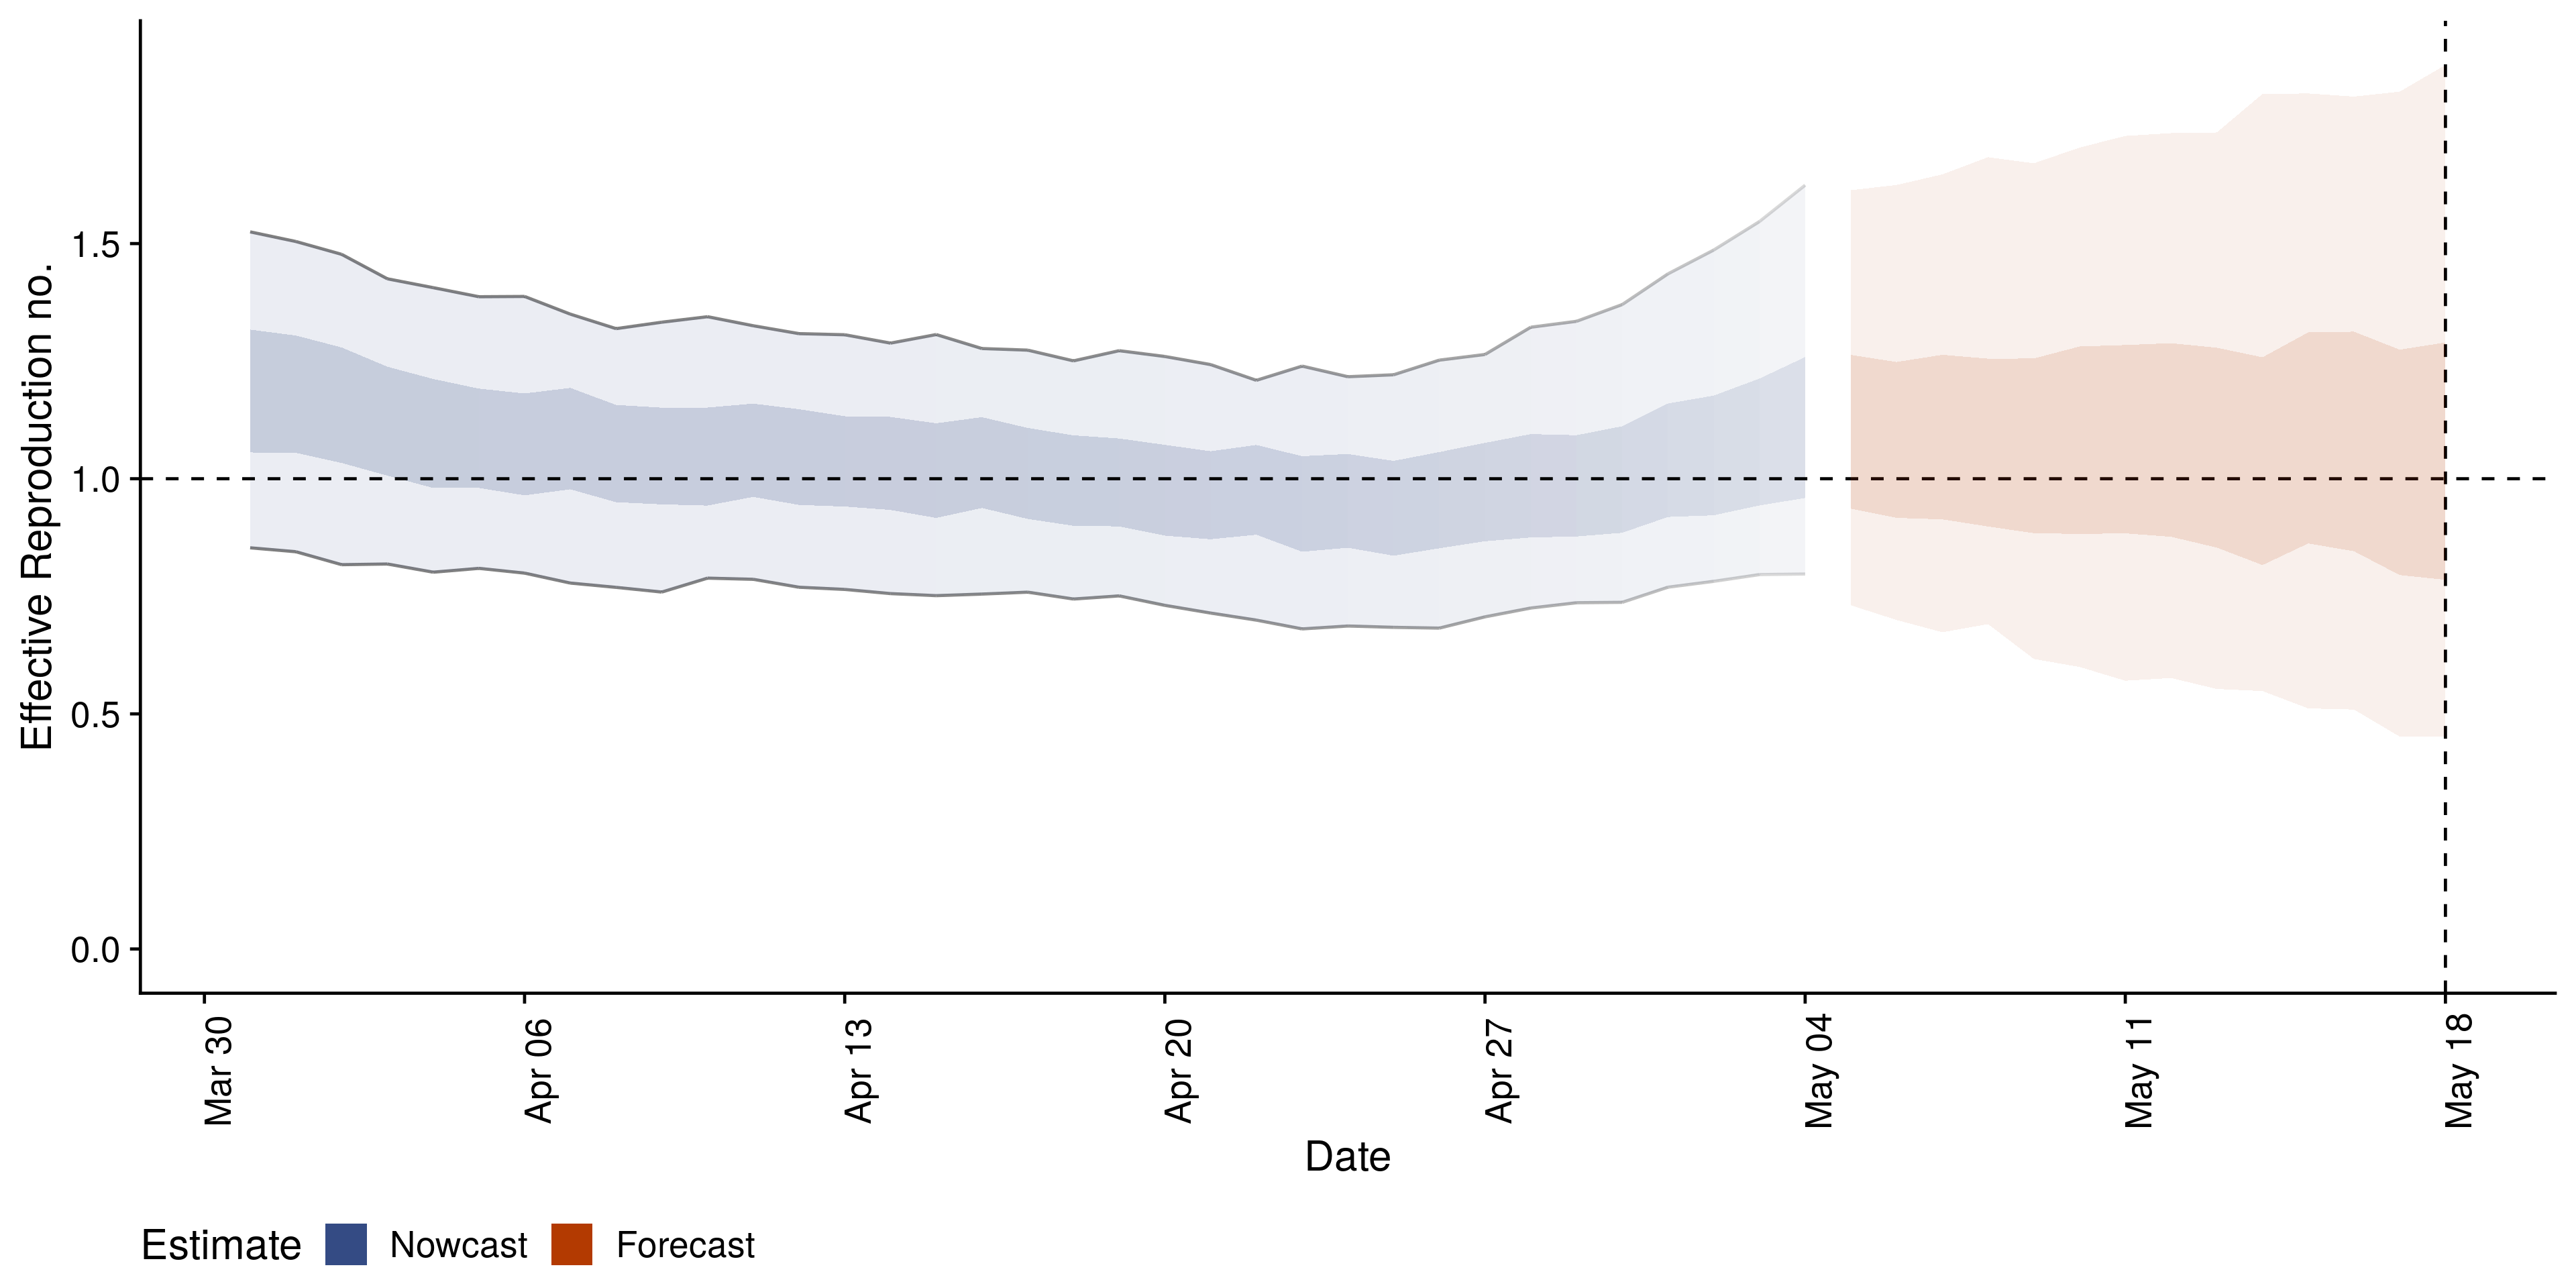 Effective Reproduction no.
1.5
1.0
0.5
0.0
Mar 30
Apr 06
Apr 13
Apr 20
Apr 27
May 04
May 11
May 18
Date
Estimate Nowcast Forecast